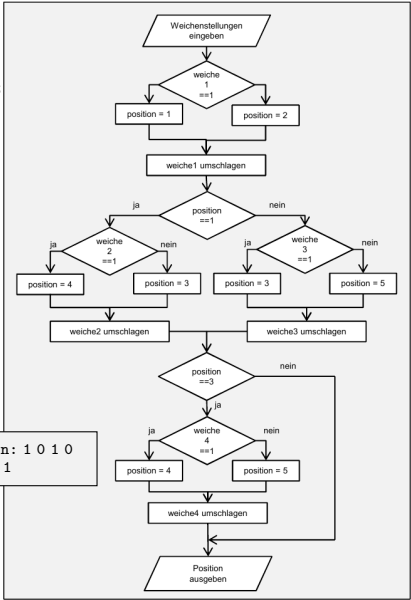 Weichenstellungen
eingeben
weiche
1
==1
position = 1
position = 2
weiche1 umschlagen
ja
position
==1
nein
ja
weiche
2
==1
nein
ja
weiche
3
==1
nein
position = 4
position = 3
position = 3
position = 5
weiche2 umschlagen
weiche3 umschlagen
position
==3
nein
ja
ja
weiche
4
==1
nein
n: 1 0 1 0
1
position = 4
position = 5
weiche4 umschlagen
Position
ausgeben